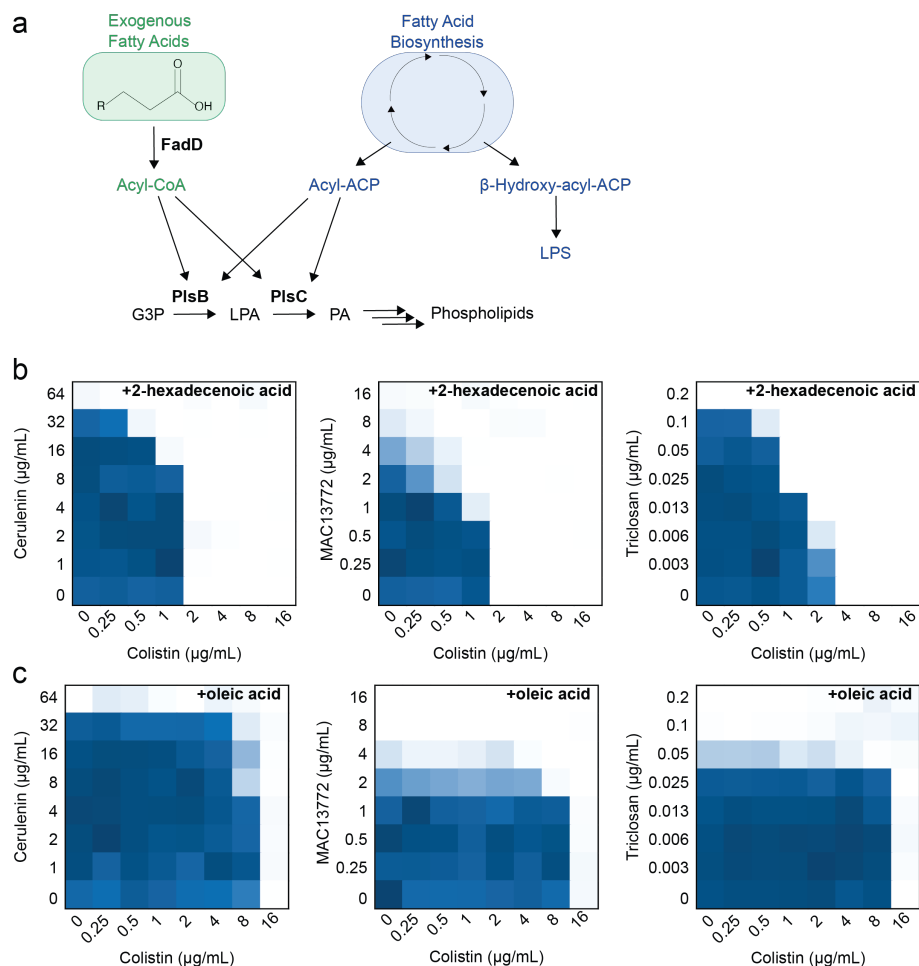 a
Exogenous
Fatty Acids
Fatty Acid
Biosynthesis
O
R
OH
FadD
Acyl-CoA
Acyl-ACP
β-Hydroxy-acyl-ACP
LPS
PlsB
PlsC
G3P
LPA
PA
Phospholipids
b
+2-hexadecenoic acid
Cerulenin (µg/mL)
64
32
16
8
4
2
1
0
0
0.25
0.5
1
2
4
8
16
Colistin (µg/mL)
+2-hexadecenoic acid
MAC13772 (µg/mL)
16
8
4
2
1
0.5
0.25
0
0
0.25
0.5
1
2
4
8
16
Colistin (µg/mL)
+2-hexadecenoic acid
Triclosan (µg/mL)
0.2
0.1
0.05
0.025
0.013
0.006
0.003
0
0
0.25
0.5
1
2
4
8
16
Colistin (µg/mL)
c
+oleic acid
Cerulenin (µg/mL)
64
32
16
8
4
2
1
0
0
0.25
0.5
1
2
4
8
16
Colistin (µg/mL)
+oleic acid
MAC13772 (µg/mL)
16
8
4
2
1
0.5
0.25
0
0
0.25
0.5
1
2
4
8
16
Colistin (µg/mL)
+oleic acid
Triclosan (µg/mL)
0.2
0.1
0.05
0.025
0.013
0.006
0.003
0
0
0.25
0.5
1
2
4
8
16
Colistin (µg/mL)